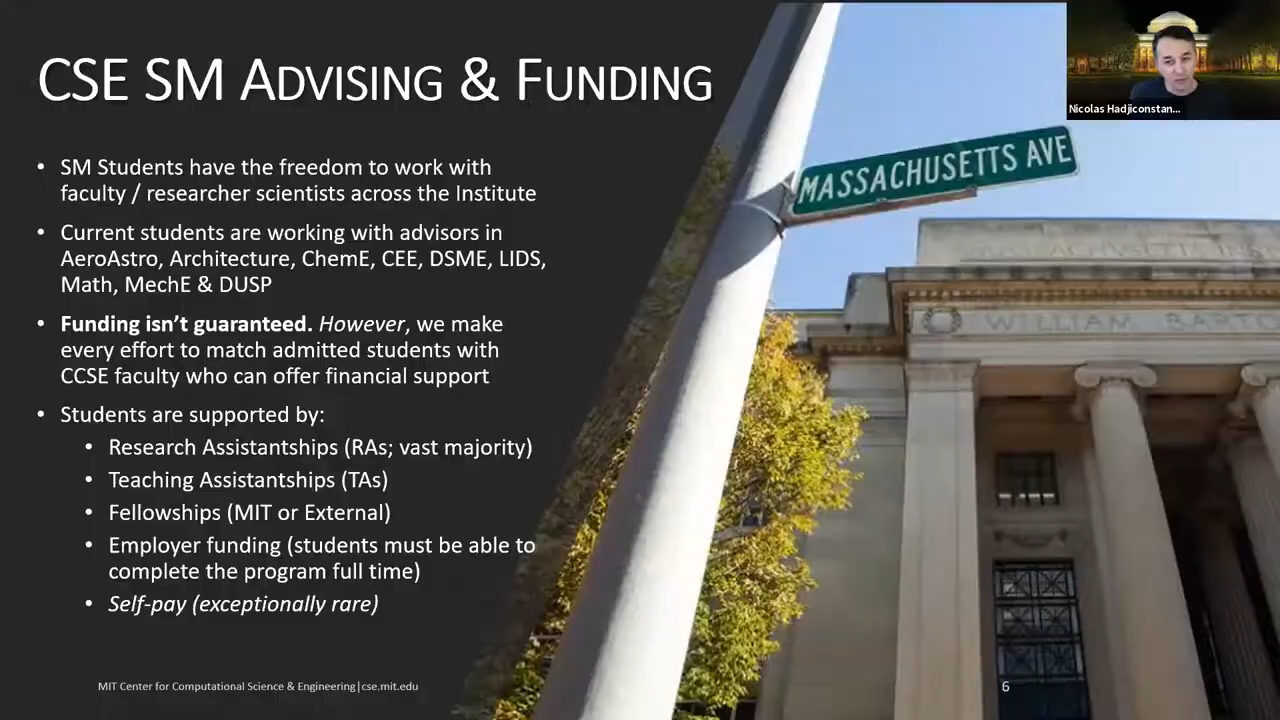 CSE SM ADVISING & FUNDING
• SM Students have the freedom to work with
faculty / researcher scientists across the Institute
• Current students are working with advisors in
AeroAstro, Architecture, ChemE, CEE, DSME, LIDS,
Math, MechE & DUSP
• Funding isn't guaranteed. However, we make
every effort to match admitted students with
CCSE faculty who can offer financial support
• Students are supported by:
• Research Assistantships (RAs; vast majority)
• Teaching Assistantships (TAs)
• Fellowships (MIT or External)
• Employer funding (students must be able to
complete the program full time)
• Self-pay (exceptionally rare)
MIT Center for Computational Science & Engineering|cse.mit.edu
6
Nicolas Hadjiconstan...
MASSACHUSETTS AVE
MASSACHUSETTS INS
WILLIAM BARTO